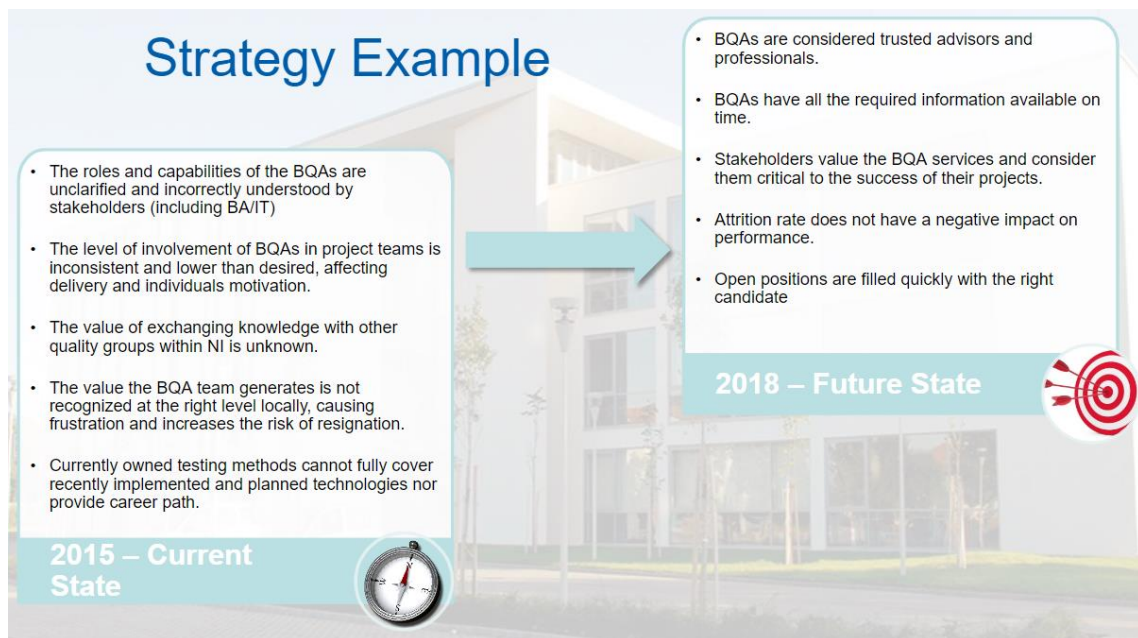 Strategy Example
• The roles and capabilities of the BQAs are
unclarified and incorrectly understood by
stakeholders (including BA/IT)
• The level of involvement of BQAs in project teams is
inconsistent and lower than desired, affecting
delivery and individuals motivation.
• The value of exchanging knowledge with other
quality groups within NI is unknown.
• The value the BQA team generates is not
recognized at the right level locally, causing
frustration and increases the risk of resignation.
• Currently owned testing methods cannot fully cover
recently implemented and planned technologies nor
provide career path.
2015 – Current
State
• BQAs are considered trusted advisors and
professionals.
• BQAs have all the required information available on
time.
• Stakeholders value the BQA services and consider
them critical to the success of their projects.
• Attrition rate does not have a negative impact on
performance.
• Open positions are filled quickly with the right
candidate
2018 – Future State
N
S